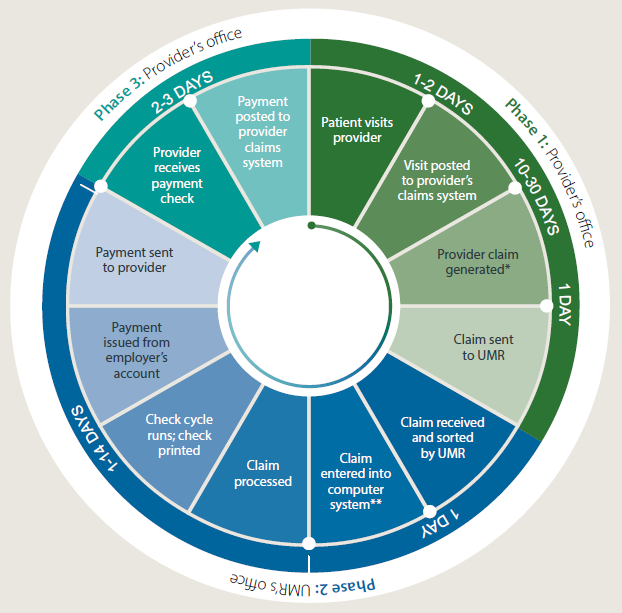 Phase 1: Provider's office
1-2 DAYS
10-30 DAYS
1 DAY
Patient visits
provider
Visit posted
to provider's
claims system
Provider claim
generated*
Claim sent
to UMR
Phase 2: UMR's office
1 DAY
1-14 DAYS
Claim received
and sorted
by UMR
Claim
entered into
computer
system**
Claim
processed
Check cycle
runs; check
printed
Payment
issued from
employer's
account
Payment sent
to provider
Phase 3: Provider's office
2-3 DAYS
Provider
receives
payment
check
Payment
posted to
provider
claims
system